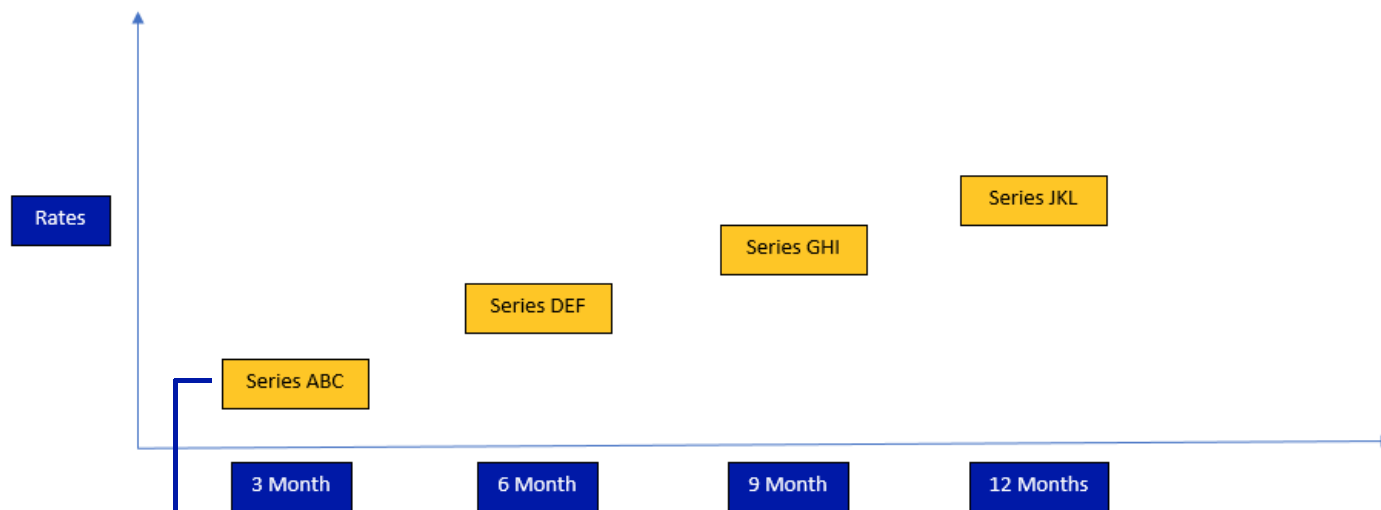 Series JKL
Rates
Series GHI
Series DEF
Series ABC
3 Month
6 Month
9 Month
12 Months